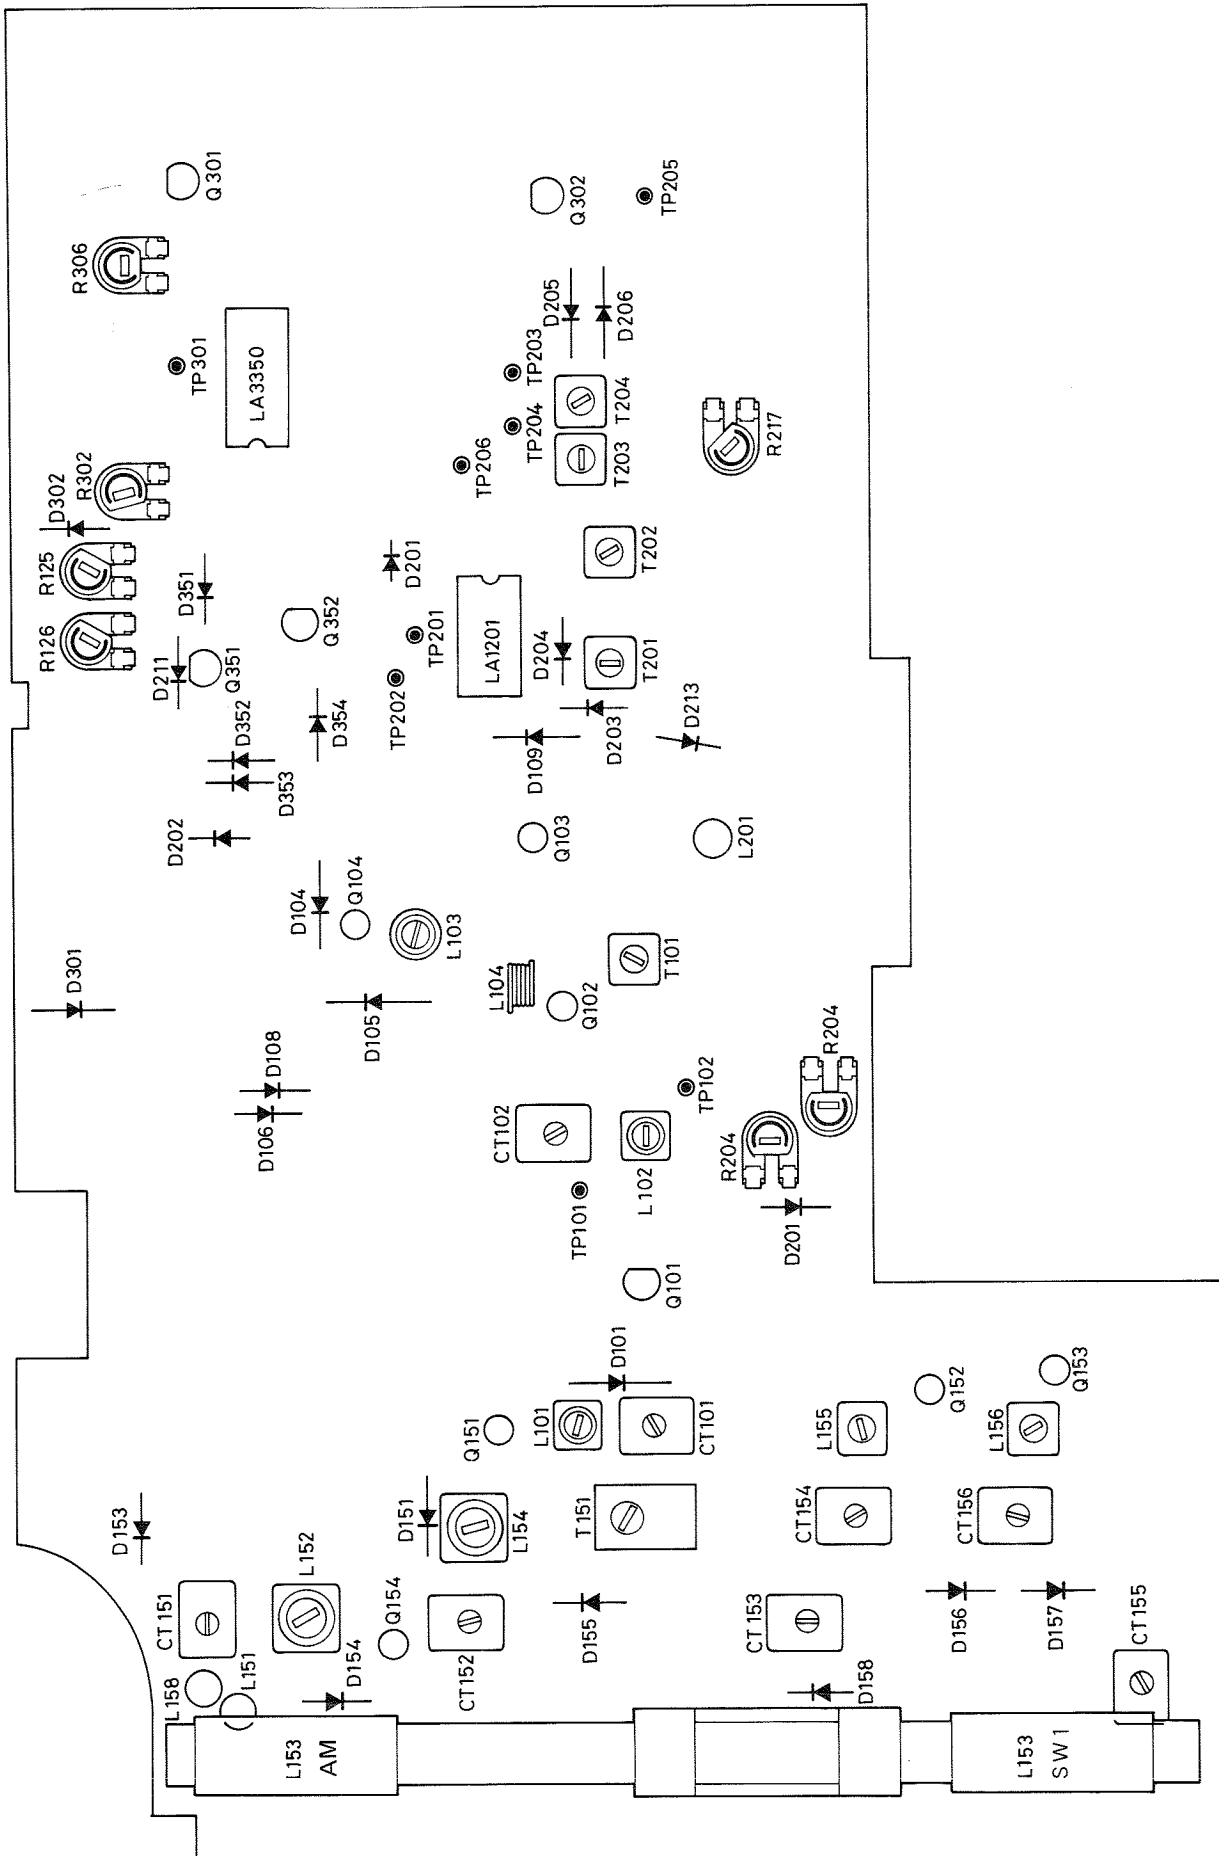 Q301
R306
Q302
TP205
D205
D206
TP301
LA3350
TP203
T204
TP204
T203
TP206
R217
R302
D302
R125
D351
D201
T202
R126
Q352
TP201
LA1201
D204
T201
D211
Q351
TP202
D352
D354
D203
D213
D353
D109
D202
Q103
L201
D104
Q104
L103
T101
D301
L104
Q102
D105
D108
R204
TP102
D106
CT102
L102
R204
TP101
D201
Q101
D101
Q153
Q152
Q151
L101
CT101
L155
L156
D153
D151
L154
T151
CT154
CT156
L152
CT151
Q154
CT152
D155
CT153
D156
D157
CT155
L158
L151
D154
D158
L153
AM
L153
SW1